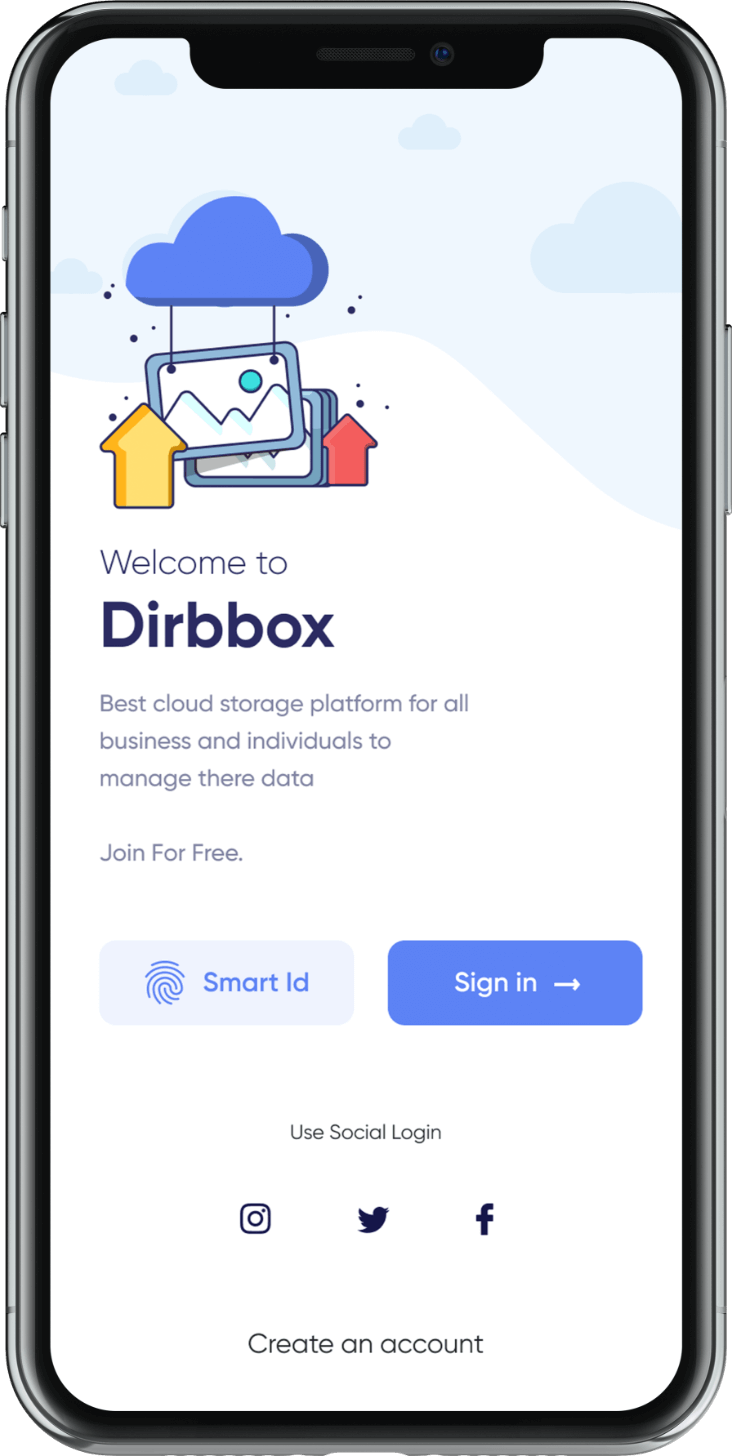 Welcome to
Dirbbox
Best cloud storage platform for all
business and individuals to
manage there data
Join For Free.
Smart Id
Sign in →
Use Social Login
Create an account